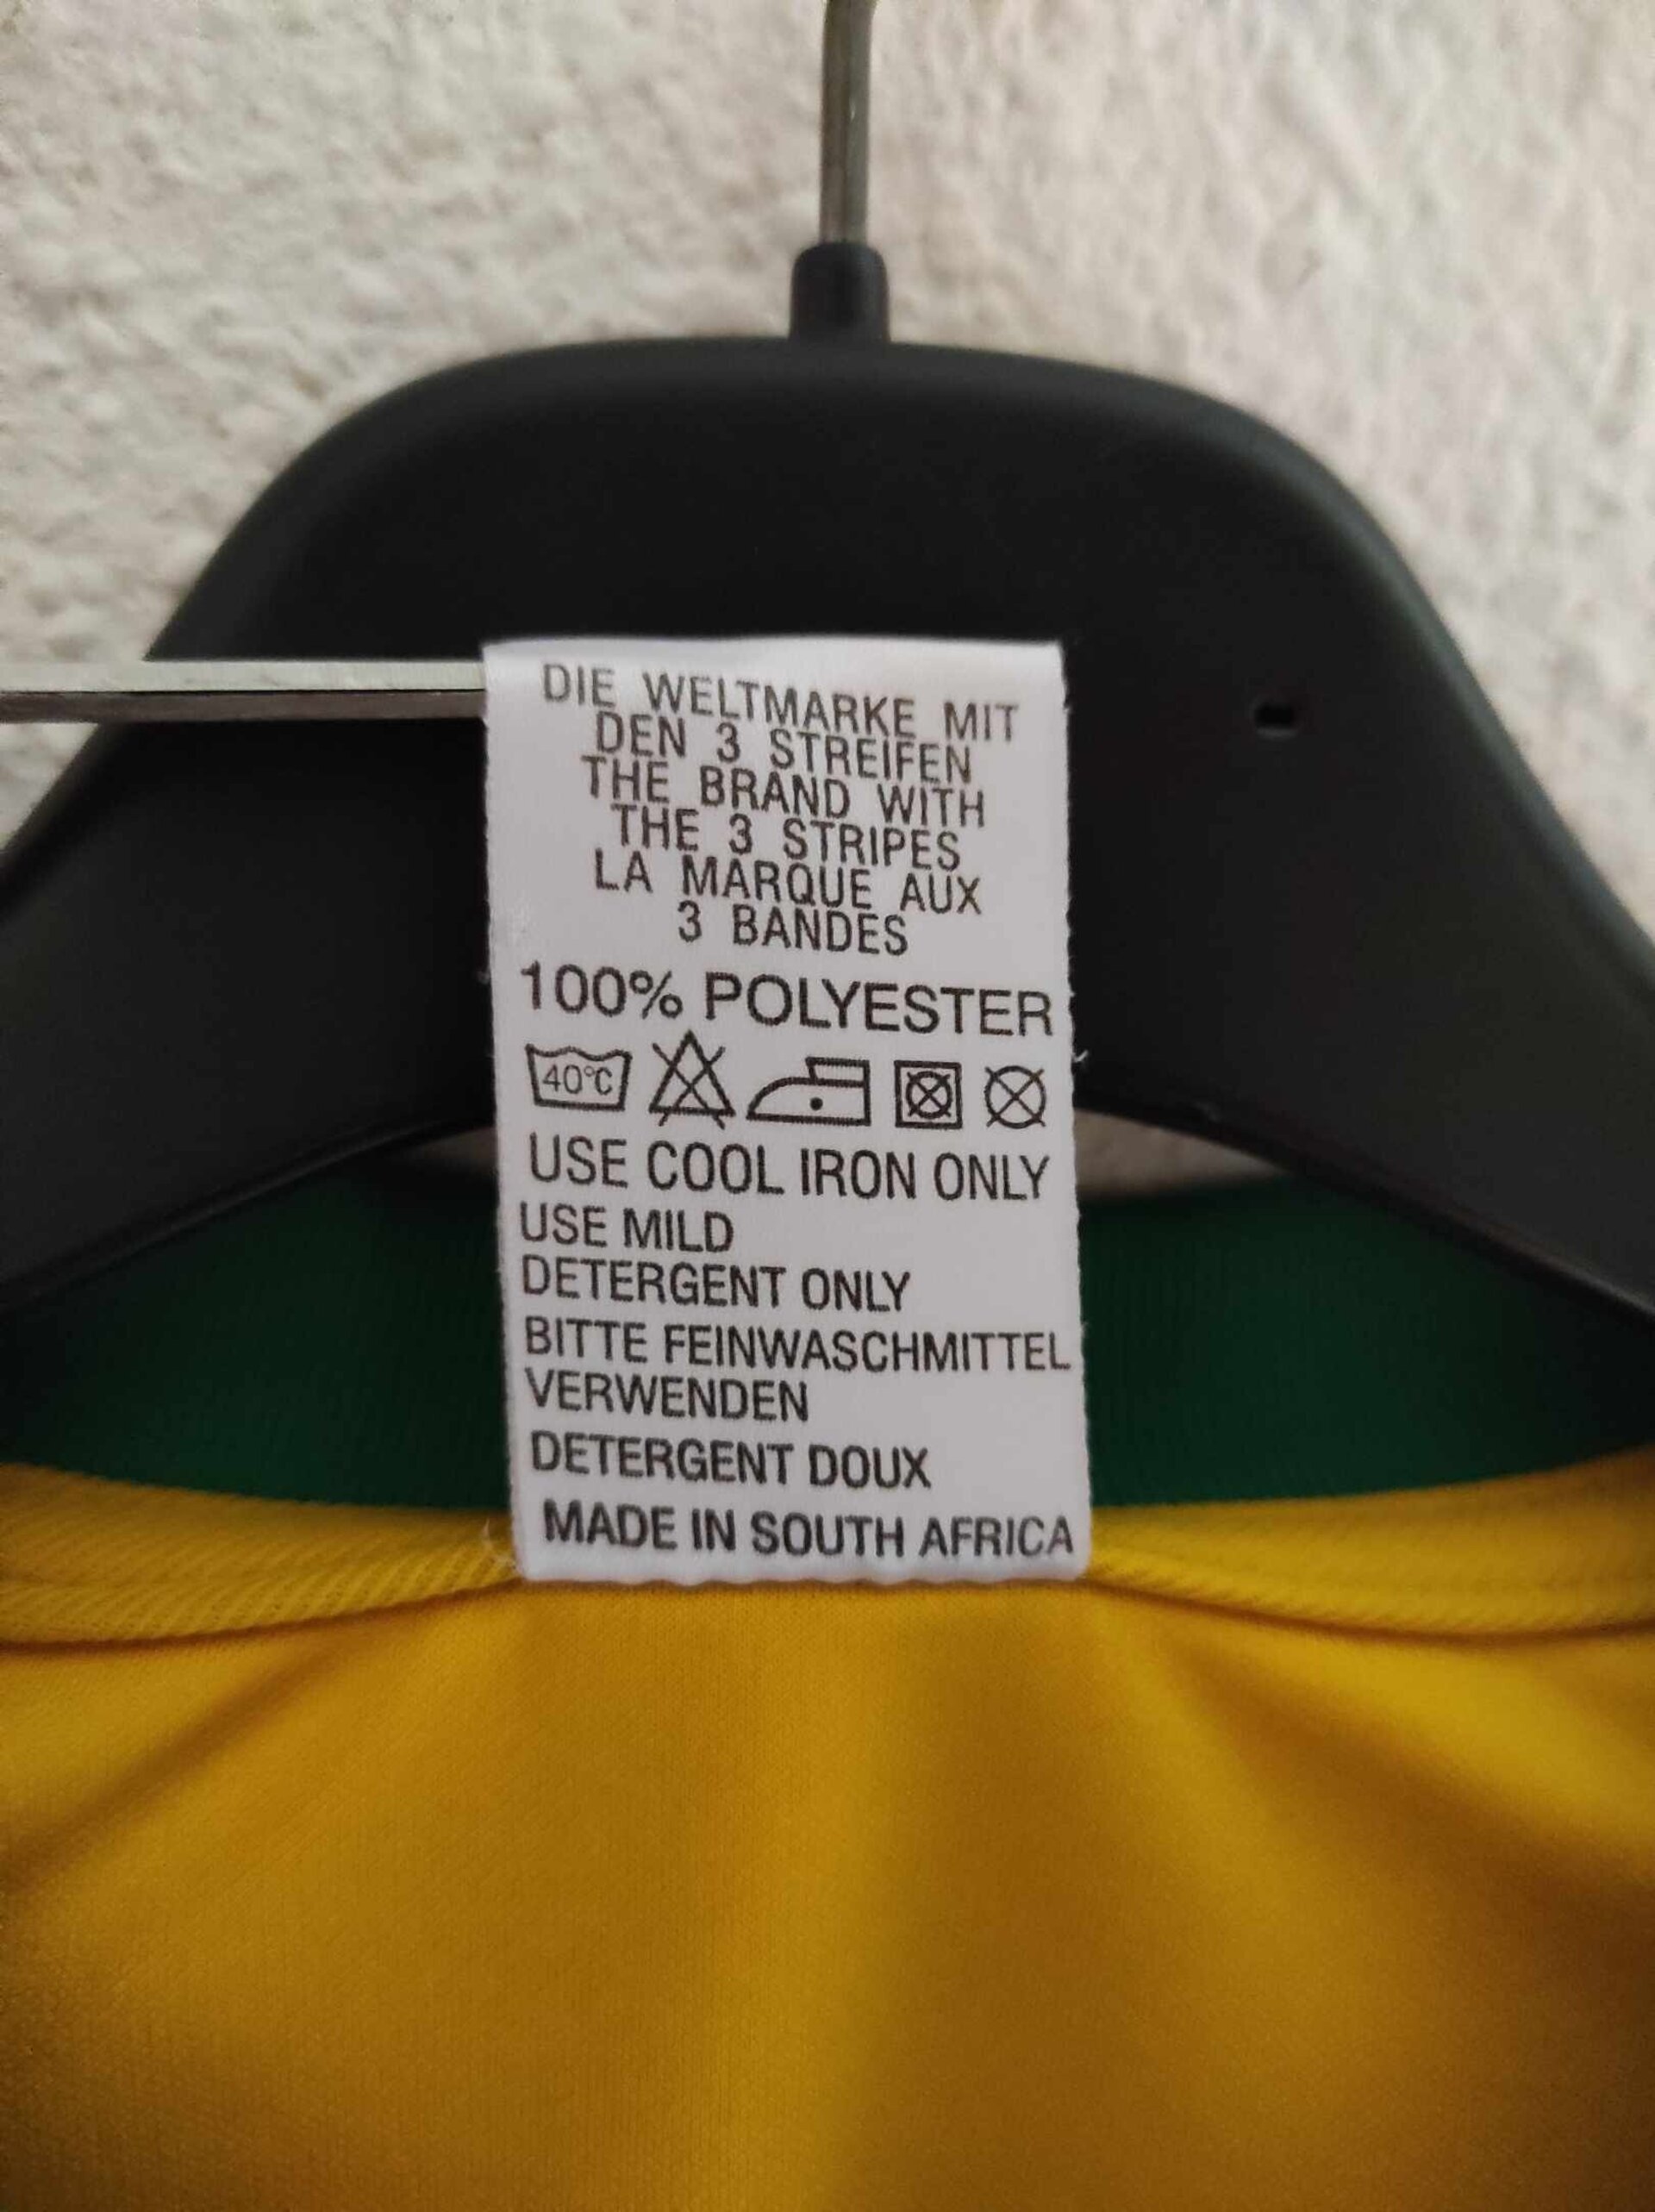 DIE WELTMARKE MIT
DEN 3 STREIFEN
THE BRAND WITH
THE 3 STRIPES
LA MARQUE AUX
3 BANDES
100% POLYESTER
40°C
USE COOL IRON ONLY
USE MILD
DETERGENT ONLY
BITTE FEINWASCHMITTEL
VERWENDEN
DETERGENT DOUX
MADE IN SOUTH AFRICA